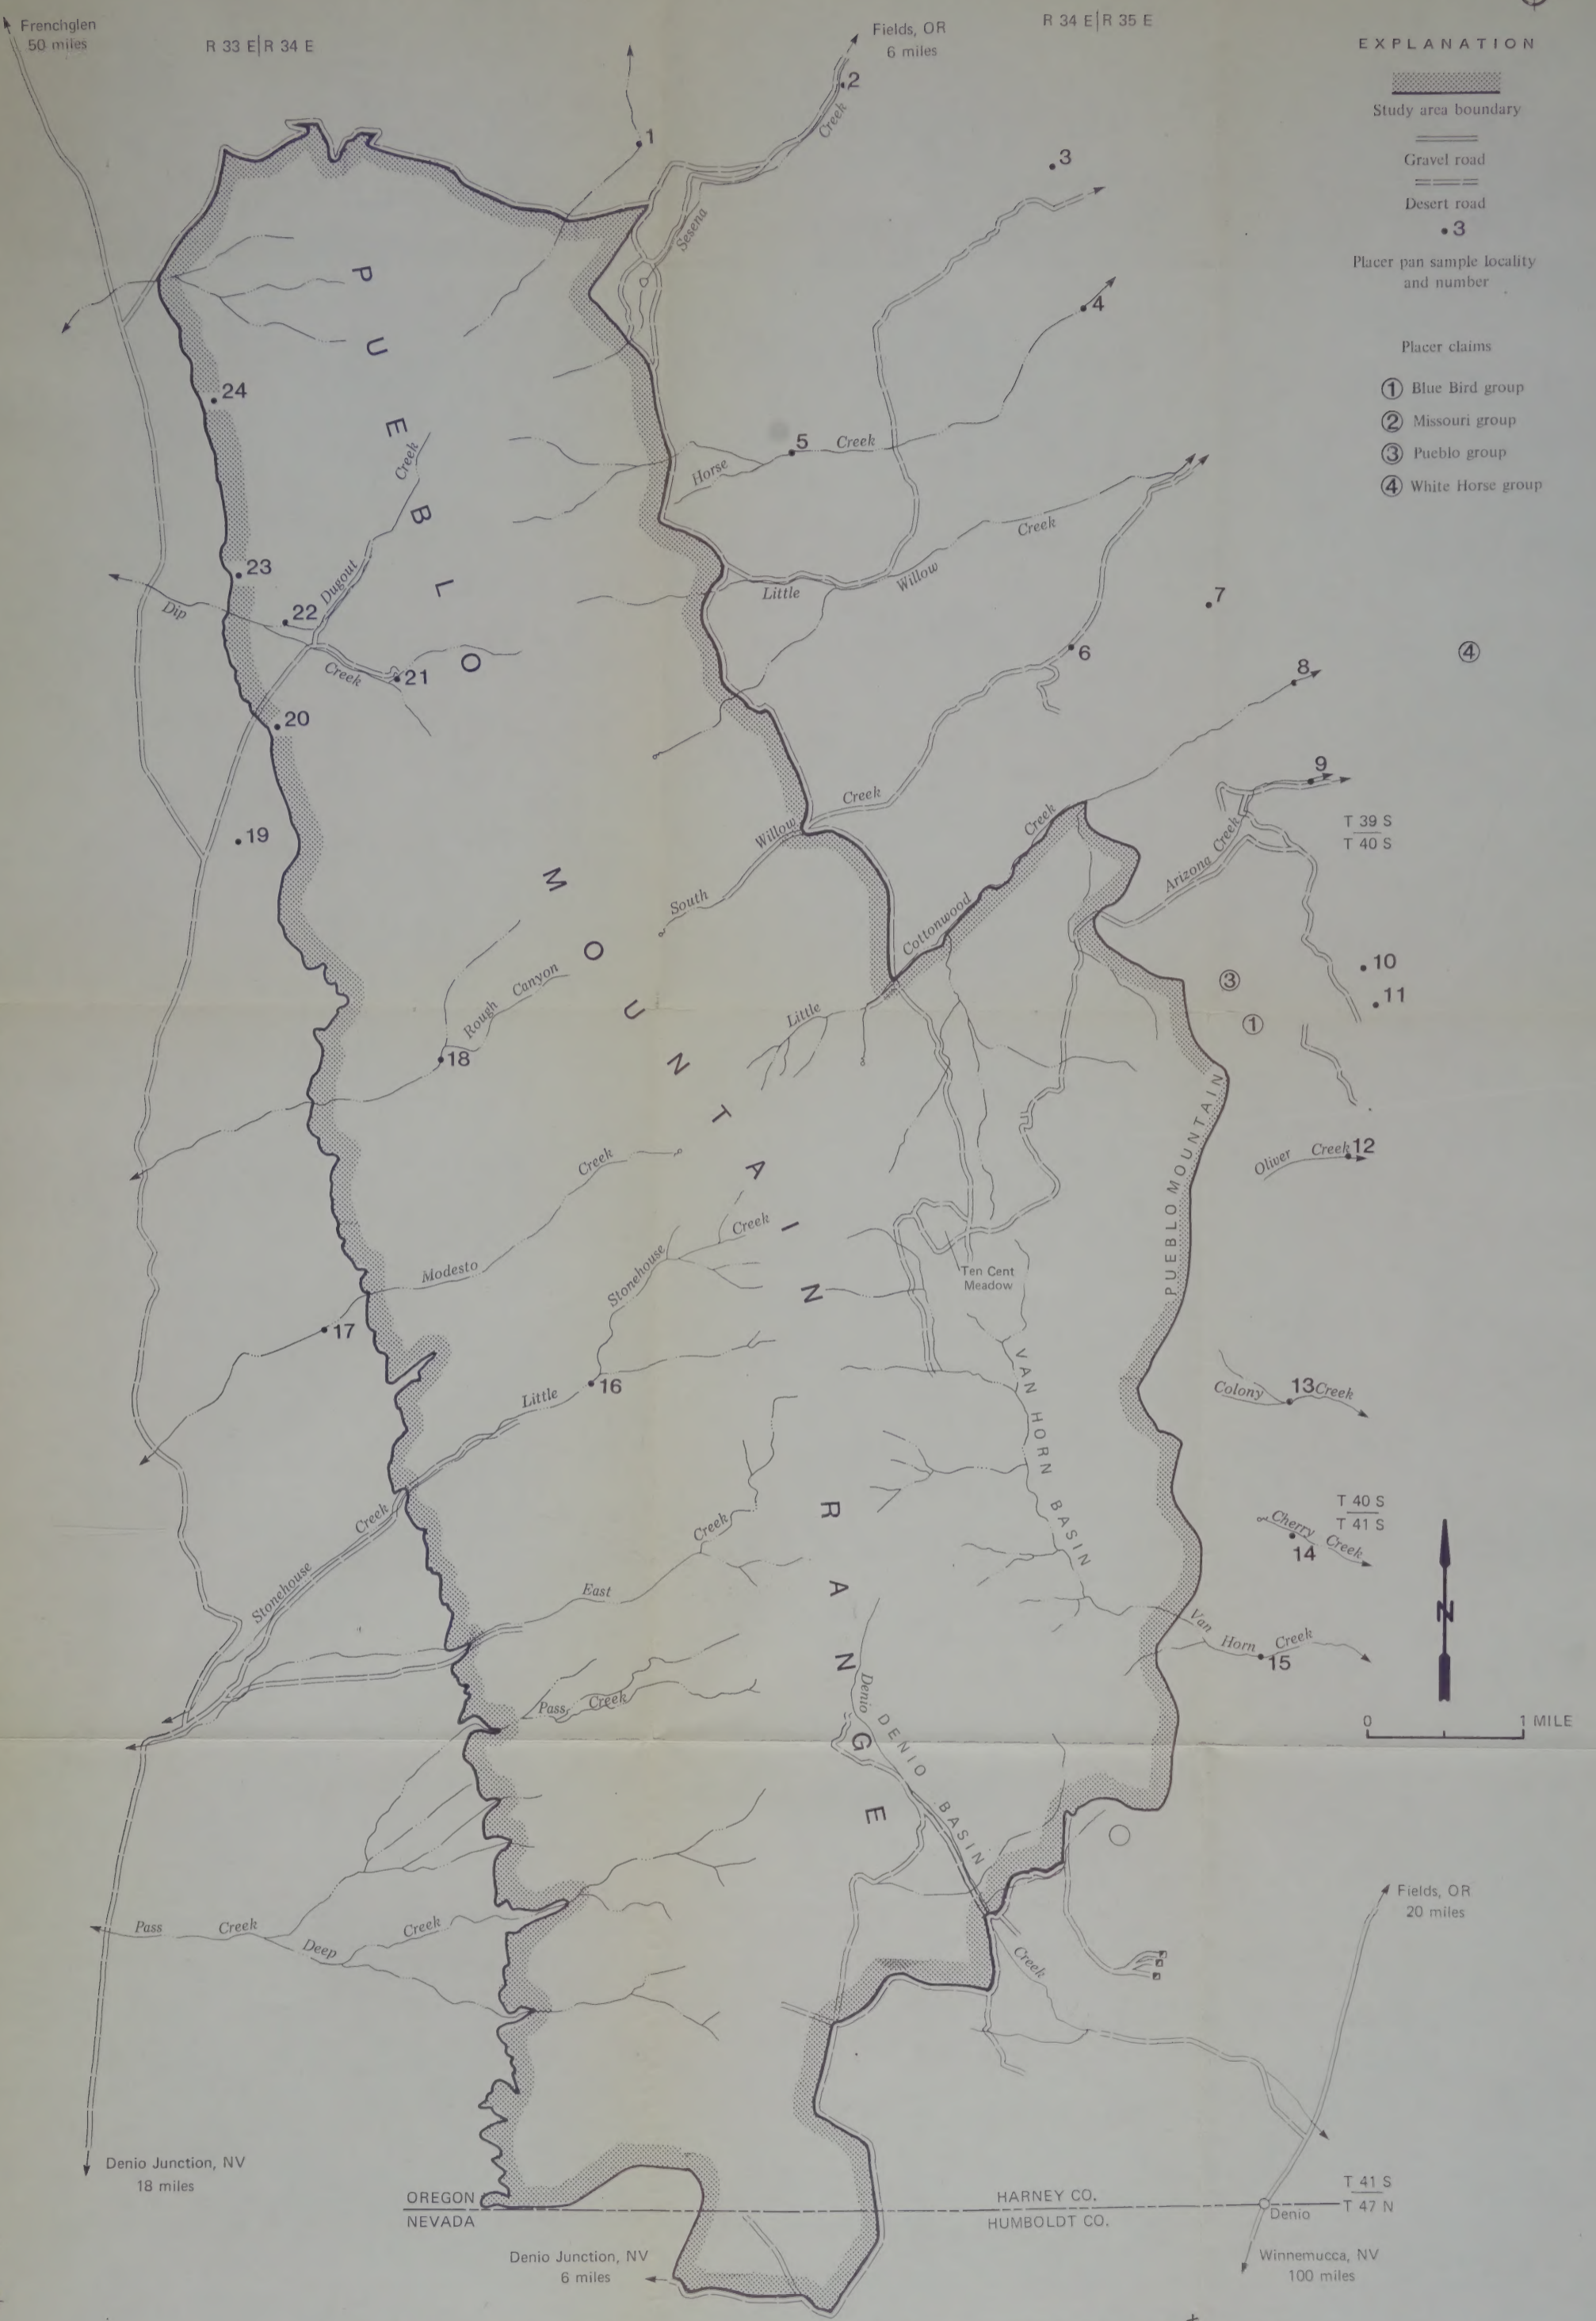 Frenchglen
50 miles
R 33 E|R 34 E
Fields, OR
6 miles
R 34 E|R 35 E
EXPLANATION
Study area boundary
Gravel road
Desert road
3
Placer pan sample locality
and number
Placer claims
① Blue Bird group
② Missouri group
③ Pueblo group
④ White Horse group
1
2
Creek
Sesena
3
4
5
Horse
Creek
Creek
Little
Willow
6
7
④
8
9
T 39 S
T 40 S
24
Creek
23
Dugout
22
Dip
Creek
21
20
19
PUEBLO
MOUNTAIN
RANGE
Creek
Willow
South
Creek
Cottonwood
Little
Arizona Creek
10
11
③
①
Rough Canyon
18
PUEBLO MOUNTAIN
Oliver Creek
12
Creek
Modesto
Creek
Stonehouse
Little
Ten Cent
Meadow
17
16
VAN HORN BASIN
Colony
13
Creek
T 40 S
T 41 S
Cherry
Creek
14
N
Creek
Stonehouse
Creek
East
Van Horn Creek
15
Pass Creek
Denio
DENIO BASIN
0
1 MILE
Pass Creek
Creek
Deep
Creek
Fields, OR
20 miles
Denio Junction, NV
18 miles
OREGON
NEVADA
HARNEY CO.
HUMBOLDT CO.
T 41 S
T 47 N
Denio
Denio Junction, NV
6 miles
Winnemucca, NV
100 miles